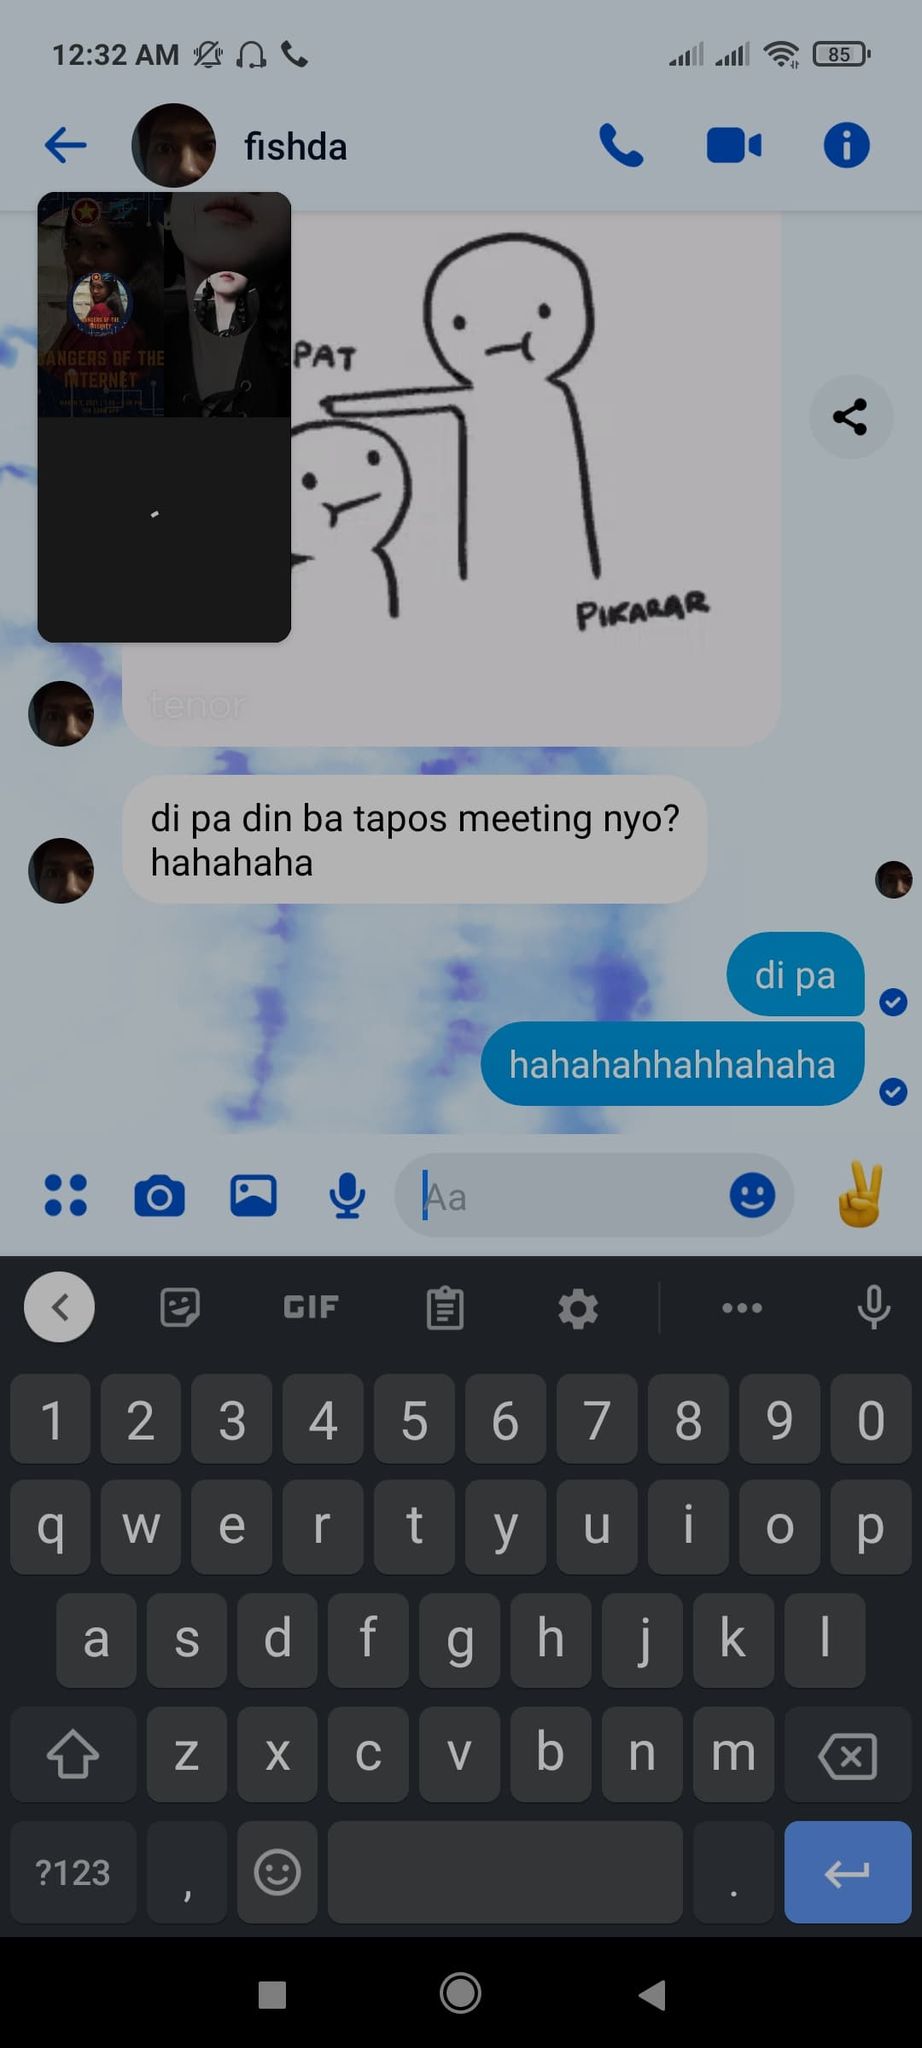 12:32 AM
85
fishda
ANGERS OF THE
INTERNET
PAT
PIKARAR
tenor
di pa din ba tapos meeting nyo?
hahahaha
di pa
hahahahhahhahaha
Aa
GIF
1 2 3 4 5 6 7 8 9 0
q w e r t y u i o p
a s d f g h j k l
z x c v b n m
?123 , .